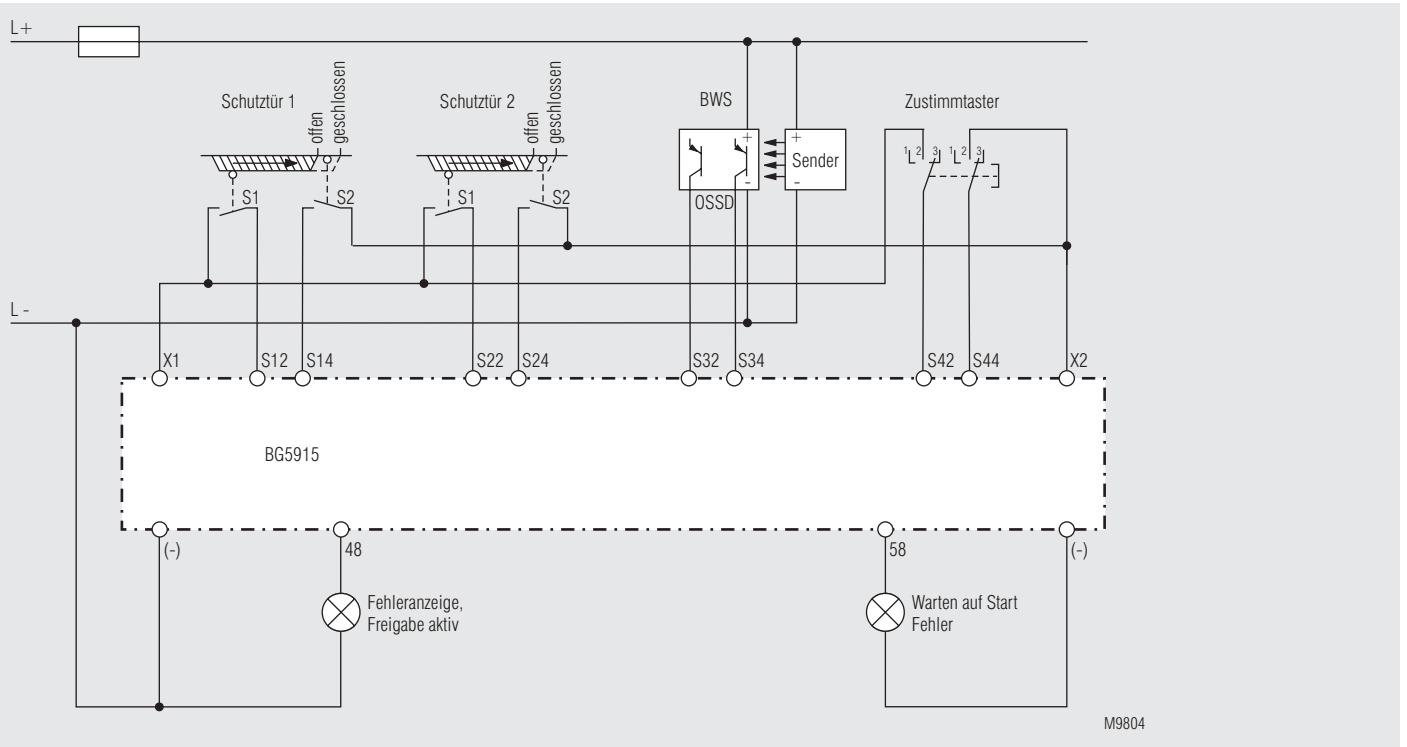 L+
Schutztür 1
offen
geschlossen
Schutztür 2
offen
geschlossen
BWS
Zustimmtaster
+
+
Sender
-
-
OSSD
1 2 3
1 2 3
S1
S2
S1
S2
L -
X1
S12
S14
S22
S24
S32
S34
S42
S44
X2
BG5915
(-)
48
58
(-)
Fehleranzeige,
Freigabe aktiv
Warten auf Start
Fehler
M9804